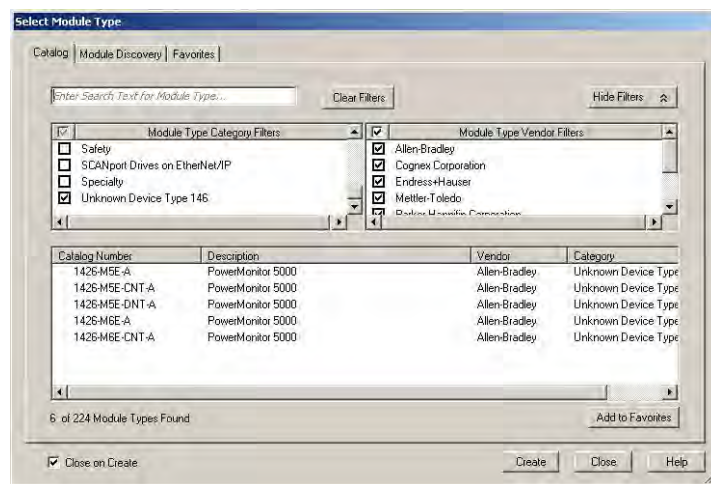 Select Module Type
Catalog Module Discovery Favorites
Enter Search Text for Module Type... Clear Filters Hide Filters
Module Type Category Filters Module Type Vendor Filters
Safety Allen-Bradley
SCANport Drives on EtherNet/IP Cognex Corporation
Specialty Endress+Hauser
Unknown Device Type 146 Mettler-Toledo
Parker Hannifin Corporation
Catalog Number Description Vendor Category
1426-M5E-A PowerMonitor 5000 Allen-Bradley Unknown Device Type
1426-M5E-CNT-A PowerMonitor 5000 Allen-Bradley Unknown Device Type
1426-M5E-DNT-A PowerMonitor 5000 Allen-Bradley Unknown Device Type
1426-M6E-A PowerMonitor 5000 Allen-Bradley Unknown Device Type
1426-M6E-CNT-A PowerMonitor 5000 Allen-Bradley Unknown Device Type
6 of 224 Module Types Found Add to Favorites
Close on Create Create Close Help